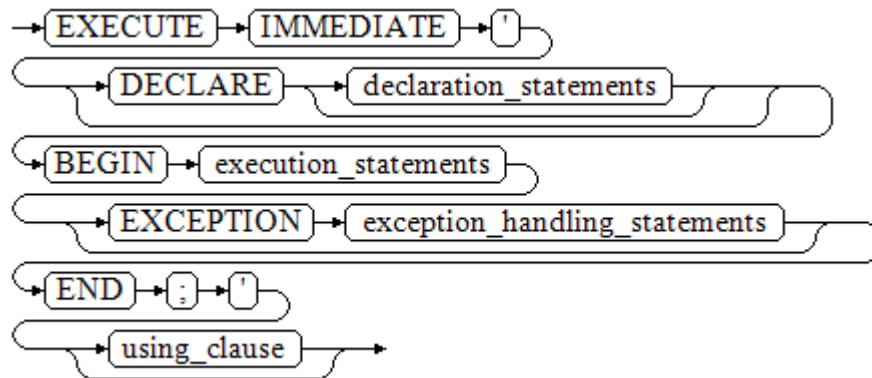 EXECUTE IMMEDIATE '
DECLARE declaration_statements
BEGIN execution_statements
EXCEPTION exception_handling_statements
END ; '
using_clause